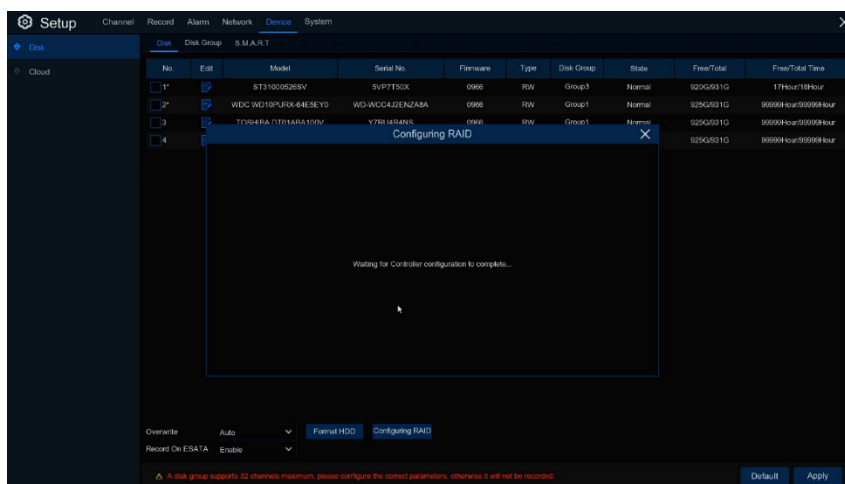 Setup Channel Record Alarm Network Device System X
Disk Disk Disk Group S.M.A.R.T
Cloud
No. Edit Model Serial No. Firmware Type Disk Group State Free/Total Free/Total Time
1* ST31000526SV 5VP7T50X 0966 RW Group3 Normal 920G/931G 17Hour/18Hour
2* WDC WD10PURX-64E5EY0 WD-WCC4J2ENZA8A 0966 RW Group1 Normal 925G/931G 99999Hour/99999Hour
3 TOSHIBA DT01ABA100V Y7RU4R4NS 0966 RW Group1 Normal 925G/931G 99999Hour/99999Hour
4 925G/931G 99999Hour/99999Hour
Configuring RAID X
Waiting for Controller configuration to complete...
Overwrite Auto Format HDD Configuring RAID
Record On ESATA Enable
A disk group supports 32 channels maximum, please configure the correct parameters, otherwise it will not be recorded.
Default Apply